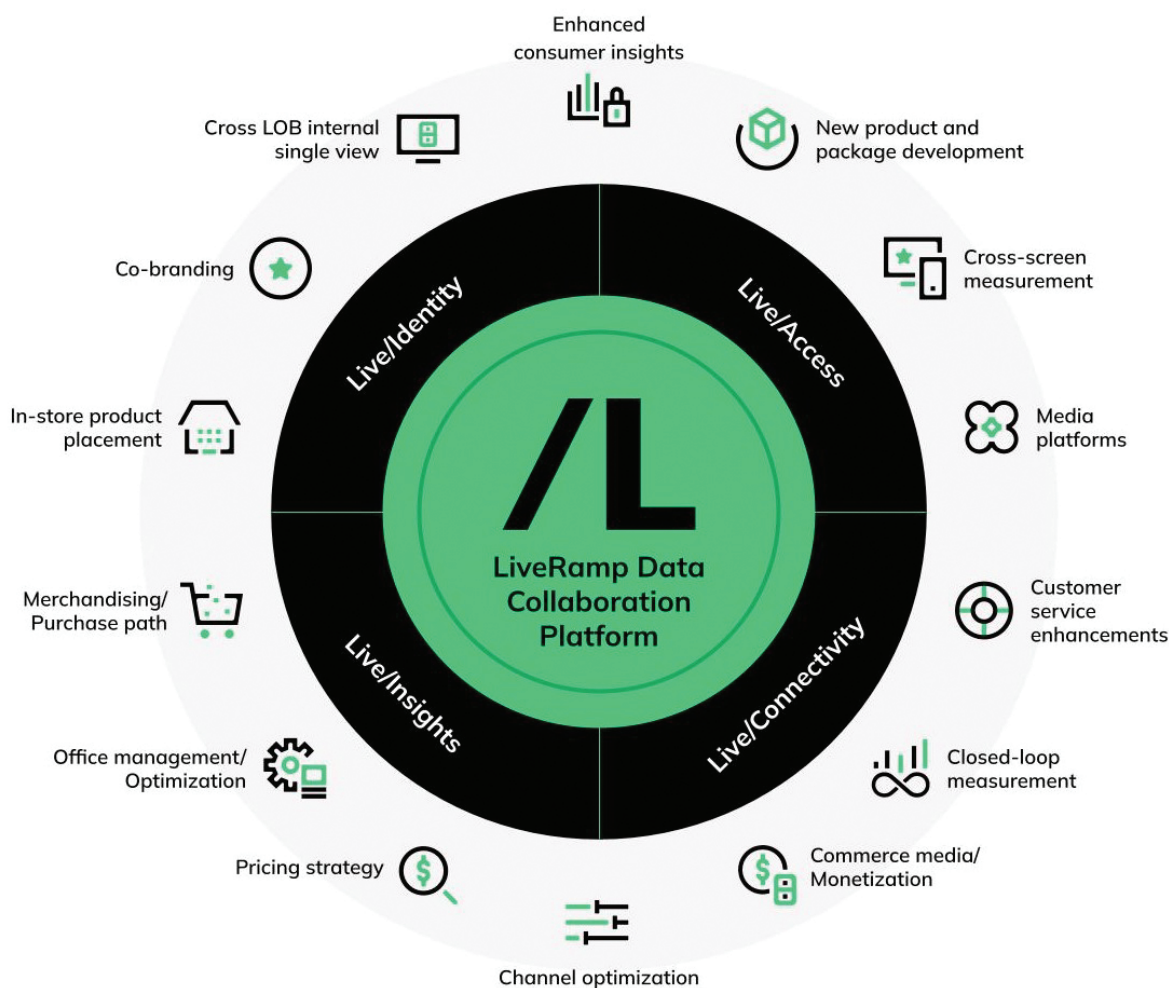 Enhanced
consumer insights
Cross LOB internal
single view
New product and
package development
Co-branding
Cross-screen
measurement
Live/Identity
Live/Access
In-store product
placement
Media
platforms
/L
LiveRamp Data
Collaboration
Platform
Merchandising/
Purchase path
Customer
service
enhancements
Live/Insights
Live/Connectivity
Office management/
Optimization
Closed-loop
measurement
Pricing strategy
Commerce media/
Monetization
Channel optimization